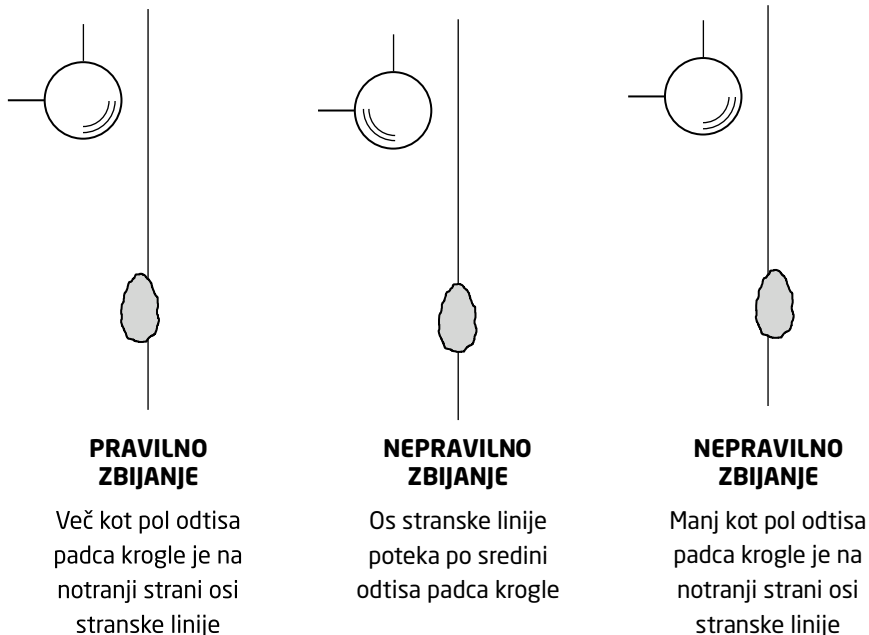 PRAVILNO
ZBIJANJE
Več kot pol odtisa
padca krogle je na
notranji strani osi
stranske linije
NEPRAVILNO
ZBIJANJE
Os stranske linije
poteka po sredini
odtisa padca krogle
NEPRAVILNO
ZBIJANJE
Manj kot pol odtisa
padca krogle je na
notranji strani osi
stranske linije